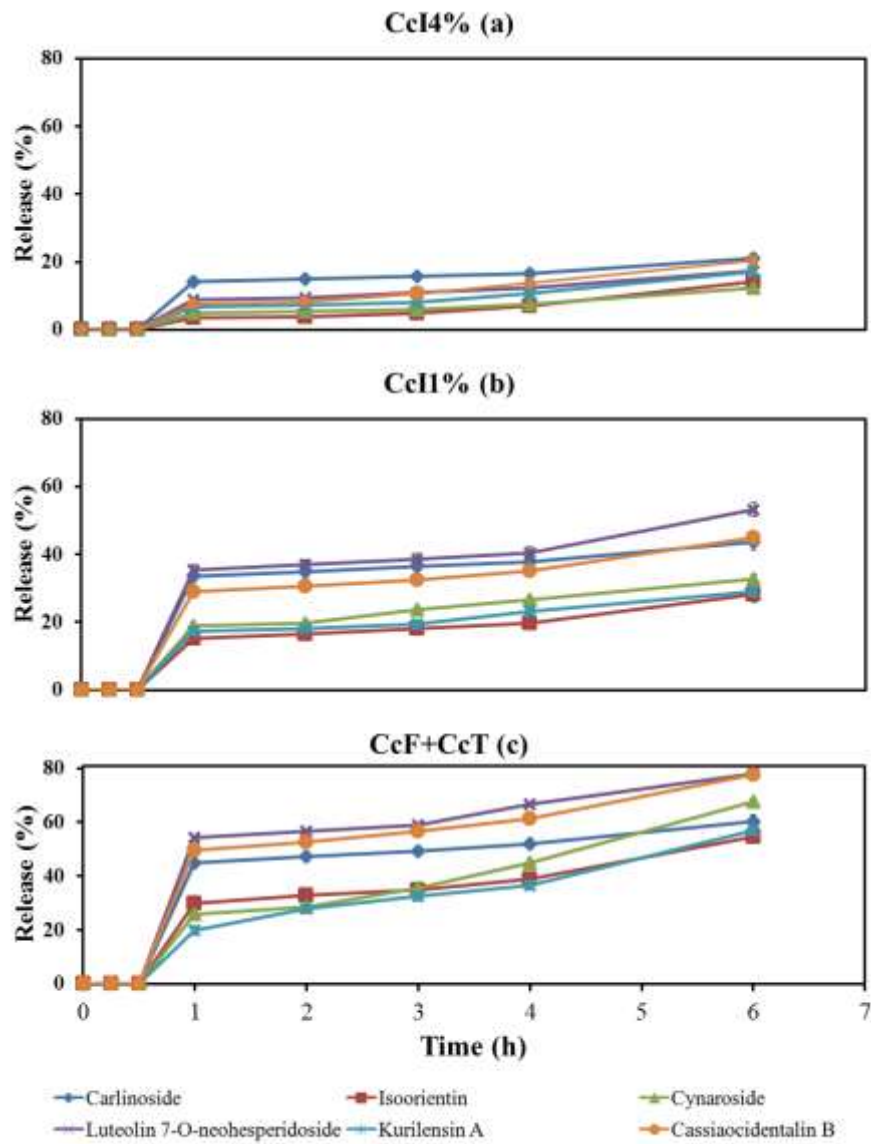 CcI4% (a)
80
60
40
20
0
Release (%)
CcI1% (b)
80
60
40
20
0
Release (%)
CcF+CcT (c)
80
60
40
20
0
Release (%)
0 1 2 3 4 5 6 7
Time (h)
Carlinoside Isoorientin Cynaroside
Luteolin 7-O-neohesperidoside Kurilensin A Cassiaocidentalin B